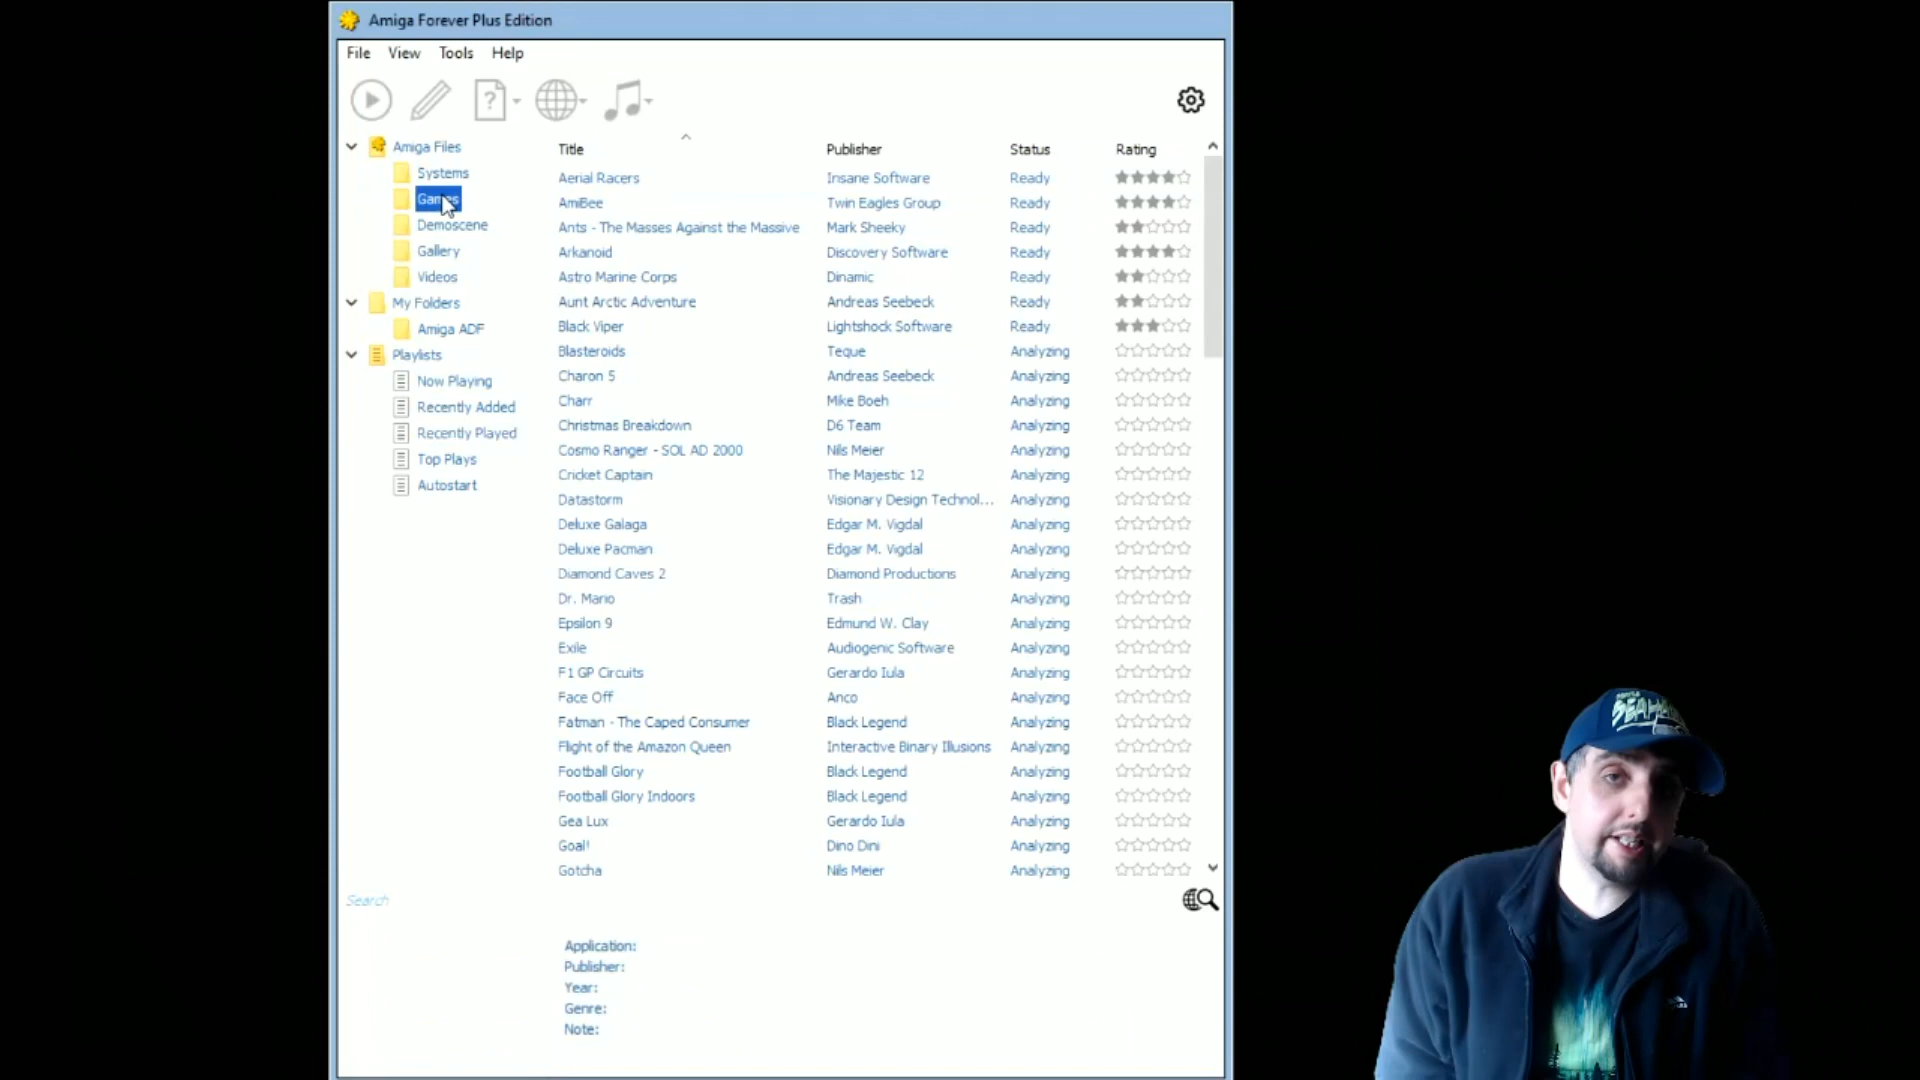 Amiga Forever Plus Edition
File View Tools Help
Title Publisher Status Rating
Amiga Files
Systems
Games
Demoscene
Gallery
Videos
My Folders
Amiga ADF
Playlists
Now Playing
Recently Added
Recently Played
Top Plays
Autostart
Aerial Racers Insane Software Ready
AmiBee Twin Eagles Group Ready
Ants - The Masses Against the Massive Mark Sheeky Ready
Arkanoid Discovery Software Ready
Astro Marine Corps Dinamic Ready
Aunt Arctic Adventure Andreas Seebeck Ready
Black Viper Lightshock Software Ready
Blasteroids Teque Analyzing
Charon 5 Andreas Seebeck Analyzing
Charr Mike Boeh Analyzing
Christmas Breakdown D6 Team Analyzing
Cosmo Ranger - SOL AD 2000 Nils Meier Analyzing
Cricket Captain The Majestic 12 Analyzing
Datastorm Visionary Design Technol... Analyzing
Deluxe Galaga Edgar M. Vigdal Analyzing
Deluxe Pacman Edgar M. Vigdal Analyzing
Diamond Caves 2 Diamond Productions Analyzing
Dr. Mario Trash Analyzing
Epsilon 9 Edmund W. Clay Analyzing
Exile Audiogenic Software Analyzing
F1 GP Circuits Gerardo Iula Analyzing
Face Off Anco Analyzing
Fatman - The Caped Consumer Black Legend Analyzing
Flight of the Amazon Queen Interactive Binary Illusions Analyzing
Football Glory Black Legend Analyzing
Football Glory Indoors Black Legend Analyzing
Gea Lux Gerardo Iula Analyzing
Goal! Dino Dini Analyzing
Gotcha Nils Meier Analyzing
Search
Application:
Publisher:
Year:
Genre:
Note: